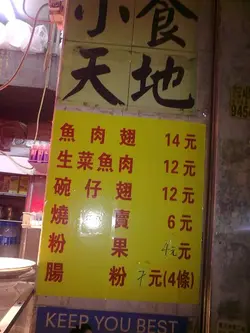 小食
天地
魚肉翅 14元
生菜魚肉 12元
碗仔翅 12元
燒賣 6元
粉果 4元
腸粉 7元(4條)
KEEP YOU BEST